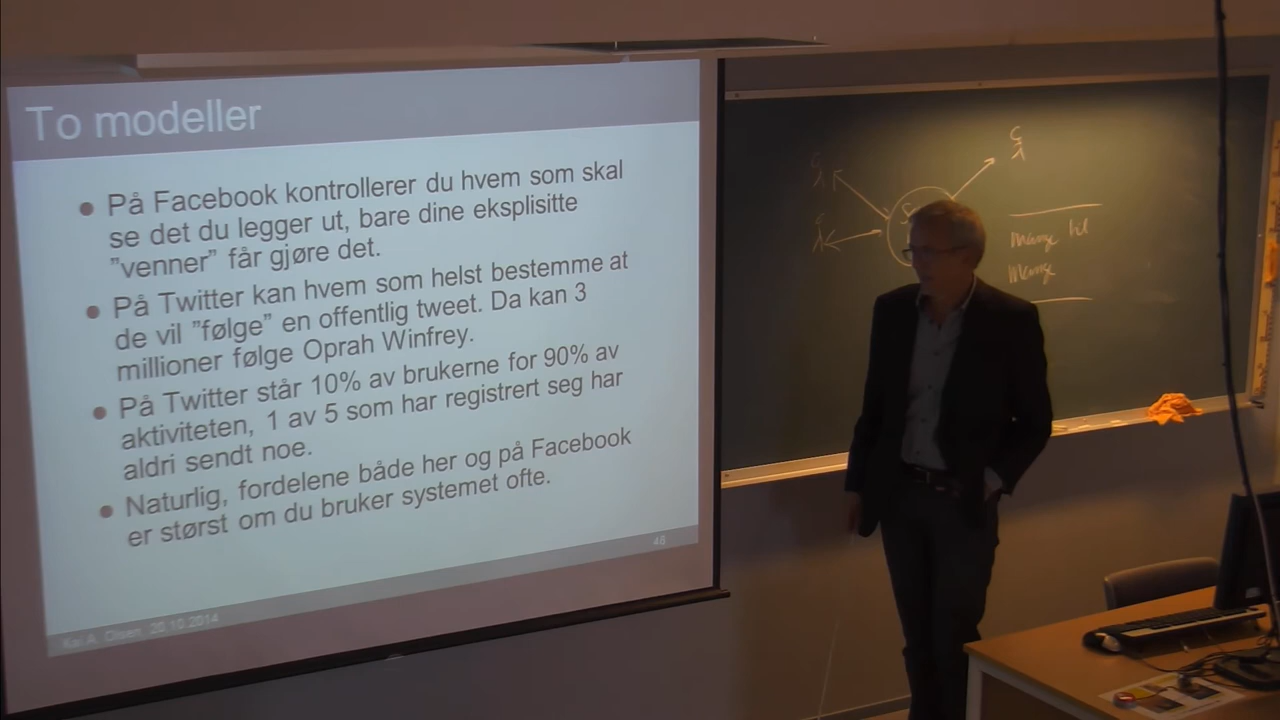 To modeller
På Facebook kontrollerer du hvem som skal
se det du legger ut, bare dine eksplisitte
”venner” får gjøre det.
På Twitter kan hvem som helst bestemme at
de vil ”følge” en offentlig tweet. Da kan 3
millioner følge Oprah Winfrey.
På Twitter står 10% av brukerne for 90% av
aktiviteten, 1 av 5 som har registrert seg har
aldri sendt noe.
Naturlig, fordelene både her og på Facebook
er størst om du bruker systemet ofte.
48
Kai A. Olsen, 20.10.2014
Mange til
Mange